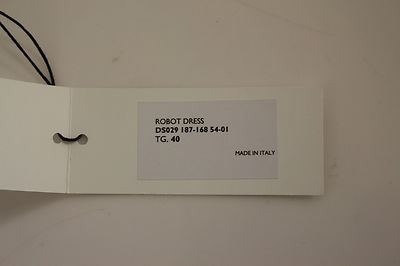 ROBOT DRESS
DS029 187-168 54-01
TG. 40
MADE IN ITALY